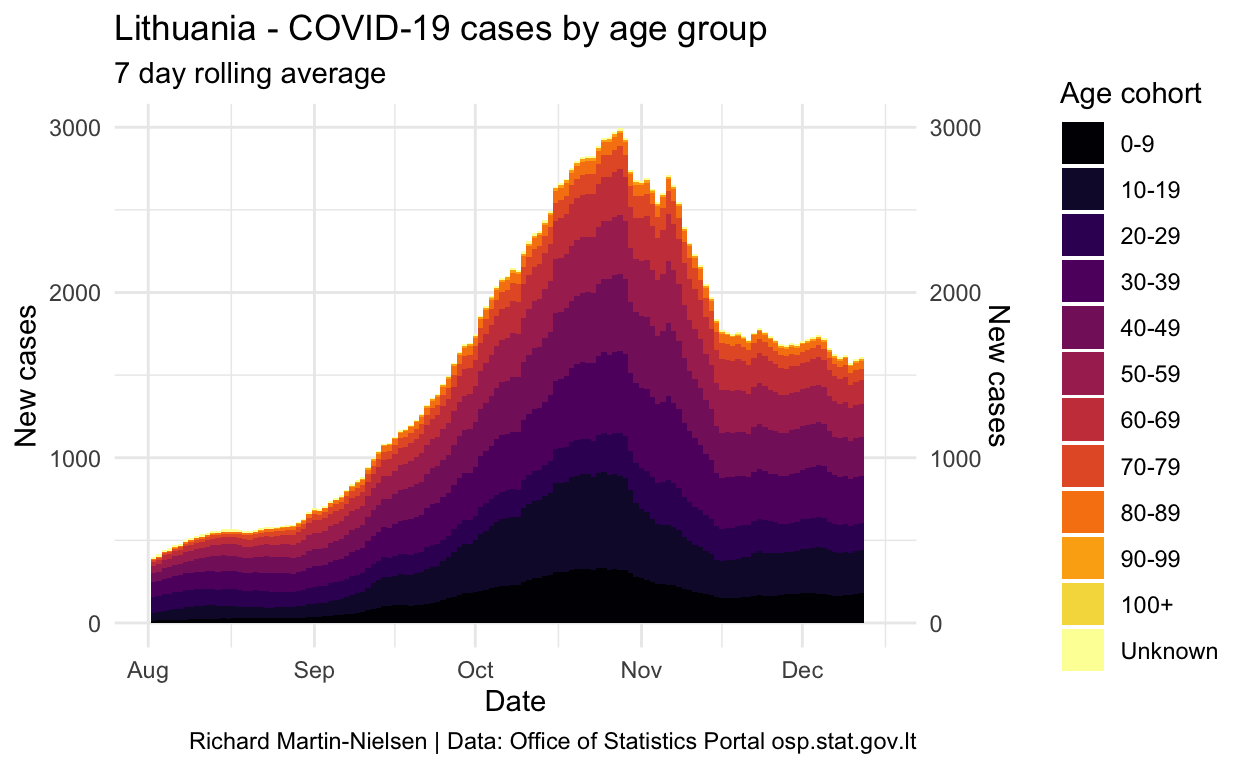 Lithuania - COVID-19 cases by age group
7 day rolling average
Age cohort
0-9
10-19
20-29
30-39
40-49
50-59
60-69
70-79
80-89
90-99
100+
Unknown
New cases
3000
2000
1000
0
3000
2000
1000
0
New cases
Aug Sep Oct Nov Dec
Date
Richard Martin-Nielsen | Data: Office of Statistics Portal osp.stat.gov.lt